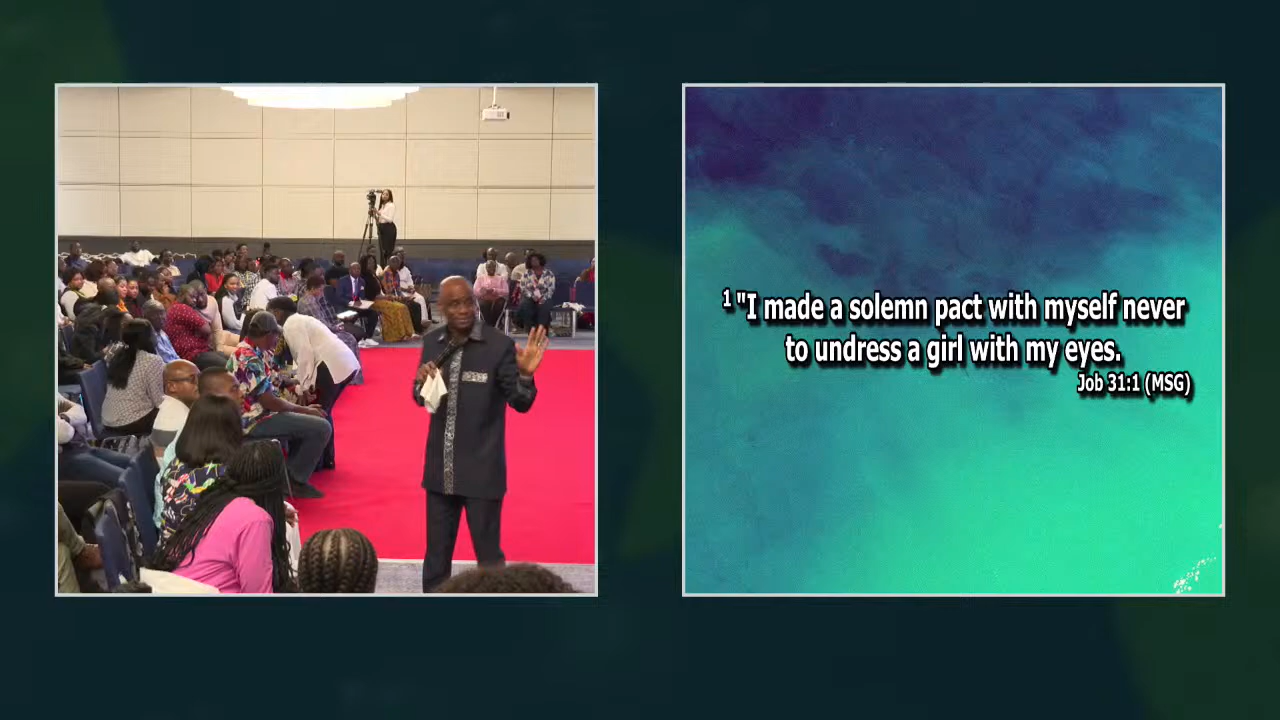 1 "I made a solemn pact with myself never
to undress a girl with my eyes.
Job 31:1 (MSG)